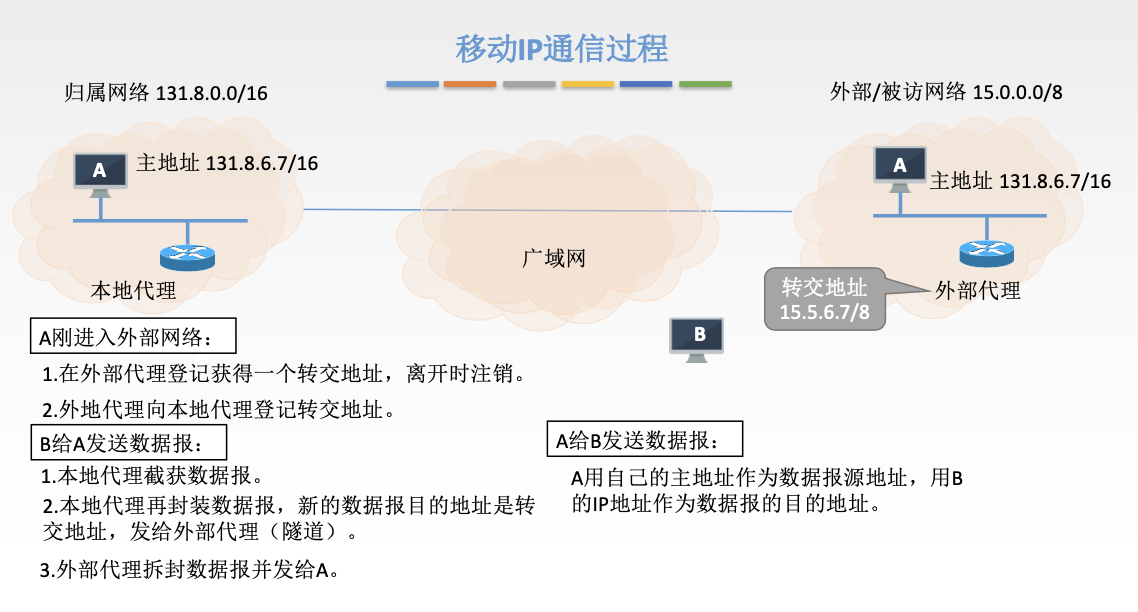 移动IP通信过程
归属网络 131.8.0.0/16
外部/被访网络 15.0.0.0/8
A
主地址 131.8.6.7/16
A
主地址 131.8.6.7/16
广域网
本地代理
转交地址
15.5.6.7/8
外部代理
B
A刚进入外部网络：
1.在外部代理登记获得一个转交地址，离开时注销。
2.外地代理向本地代理登记转交地址。
B给A发送数据报：
1.本地代理截获数据报。
2.本地代理再封装数据报，新的数据报目的地址是转
交地址，发给外部代理（隧道）。
3.外部代理拆封数据报并发给A。
A给B发送数据报：
A用自己的主地址作为数据报源地址，用B
的IP地址作为数据报的目的地址。